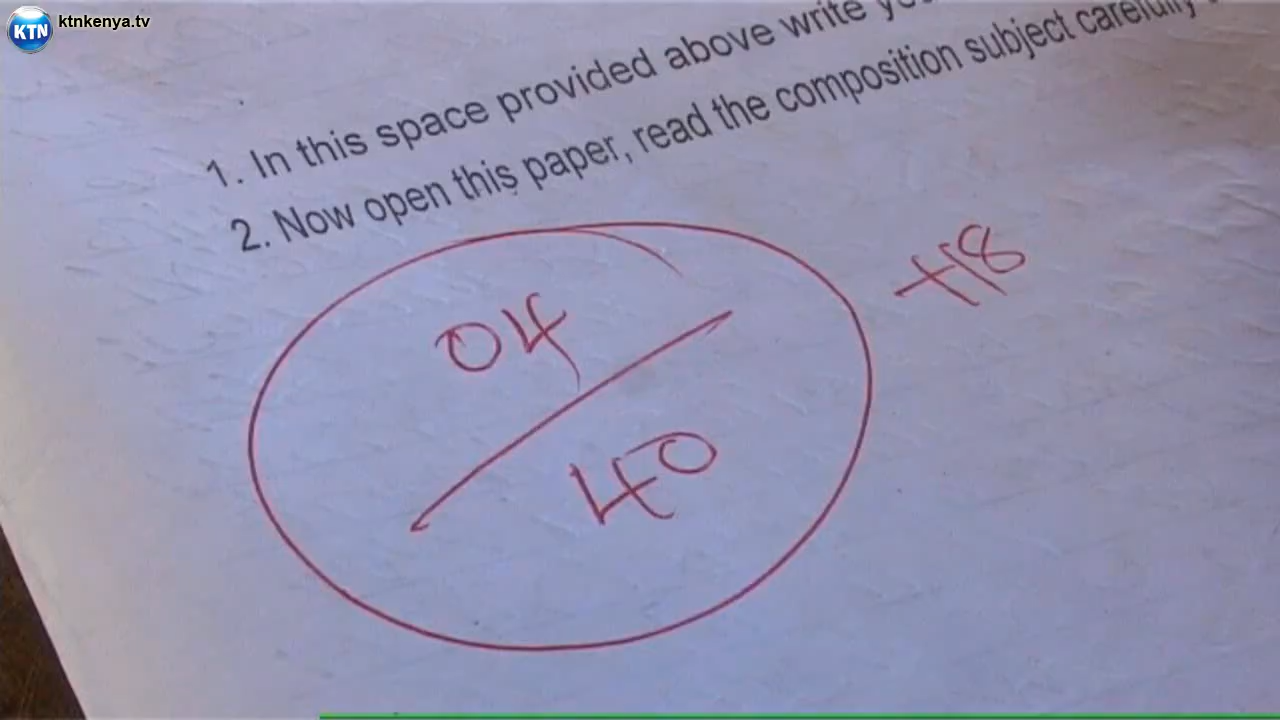 KTN ktnkenya.tv
1. In this space provided above write
2. Now open this paper, read the composition subject carefully
04
40
+18